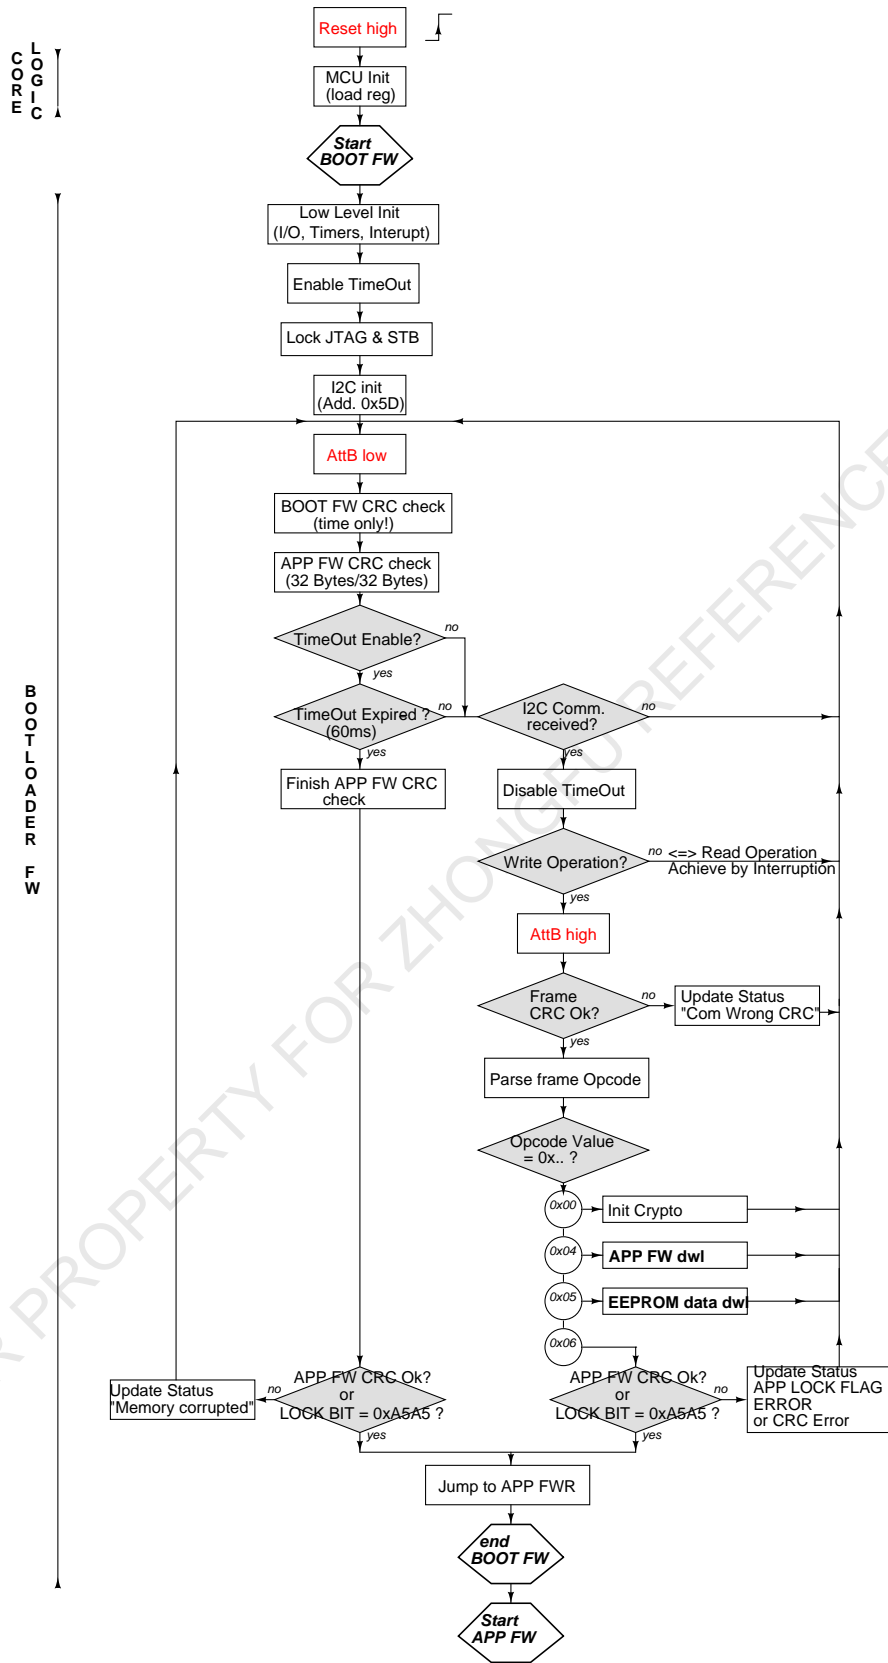 Reset high
CORE LOGIC
MCU Init
(load reg)
Start
BOOT FW
Low Level Init
(I/O, Timers, Interupt)
Enable TimeOut
Lock JTAG & STB
I2C init
(Add. 0x5D)
AttB low
BOOT FW CRC check
(time only!)
APP FW CRC check
(32 Bytes/32 Bytes)
TimeOut Enable?
no
yes
BOOTLOADER FW
TimeOut Expired ?
(60ms)
no
yes
I2C Comm.
received?
no
yes
Finish APP FW CRC
check
Disable TimeOut
Write Operation?
no <=> Read Operation
Achieve by Interruption
yes
AttB high
Frame
CRC Ok?
no
yes
Update Status
"Com Wrong CRC"
Parse frame Opcode
Opcode Value
= 0x.. ?
0x00
Init Crypto
0x04
APP FW dwl
0x05
EEPROM data dwl
0x06
APP FW CRC Ok?
or
LOCK BIT = 0xA5A5 ?
no
yes
Update Status
"Memory corrupted"
APP FW CRC Ok?
or
LOCK BIT = 0xA5A5 ?
no
yes
Update Status
APP LOCK FLAG
ERROR
or CRC Error
Jump to APP FWR
end
BOOT FW
Start
APP FW
R PROPERTY FOR ZHONGFU REFERENCE